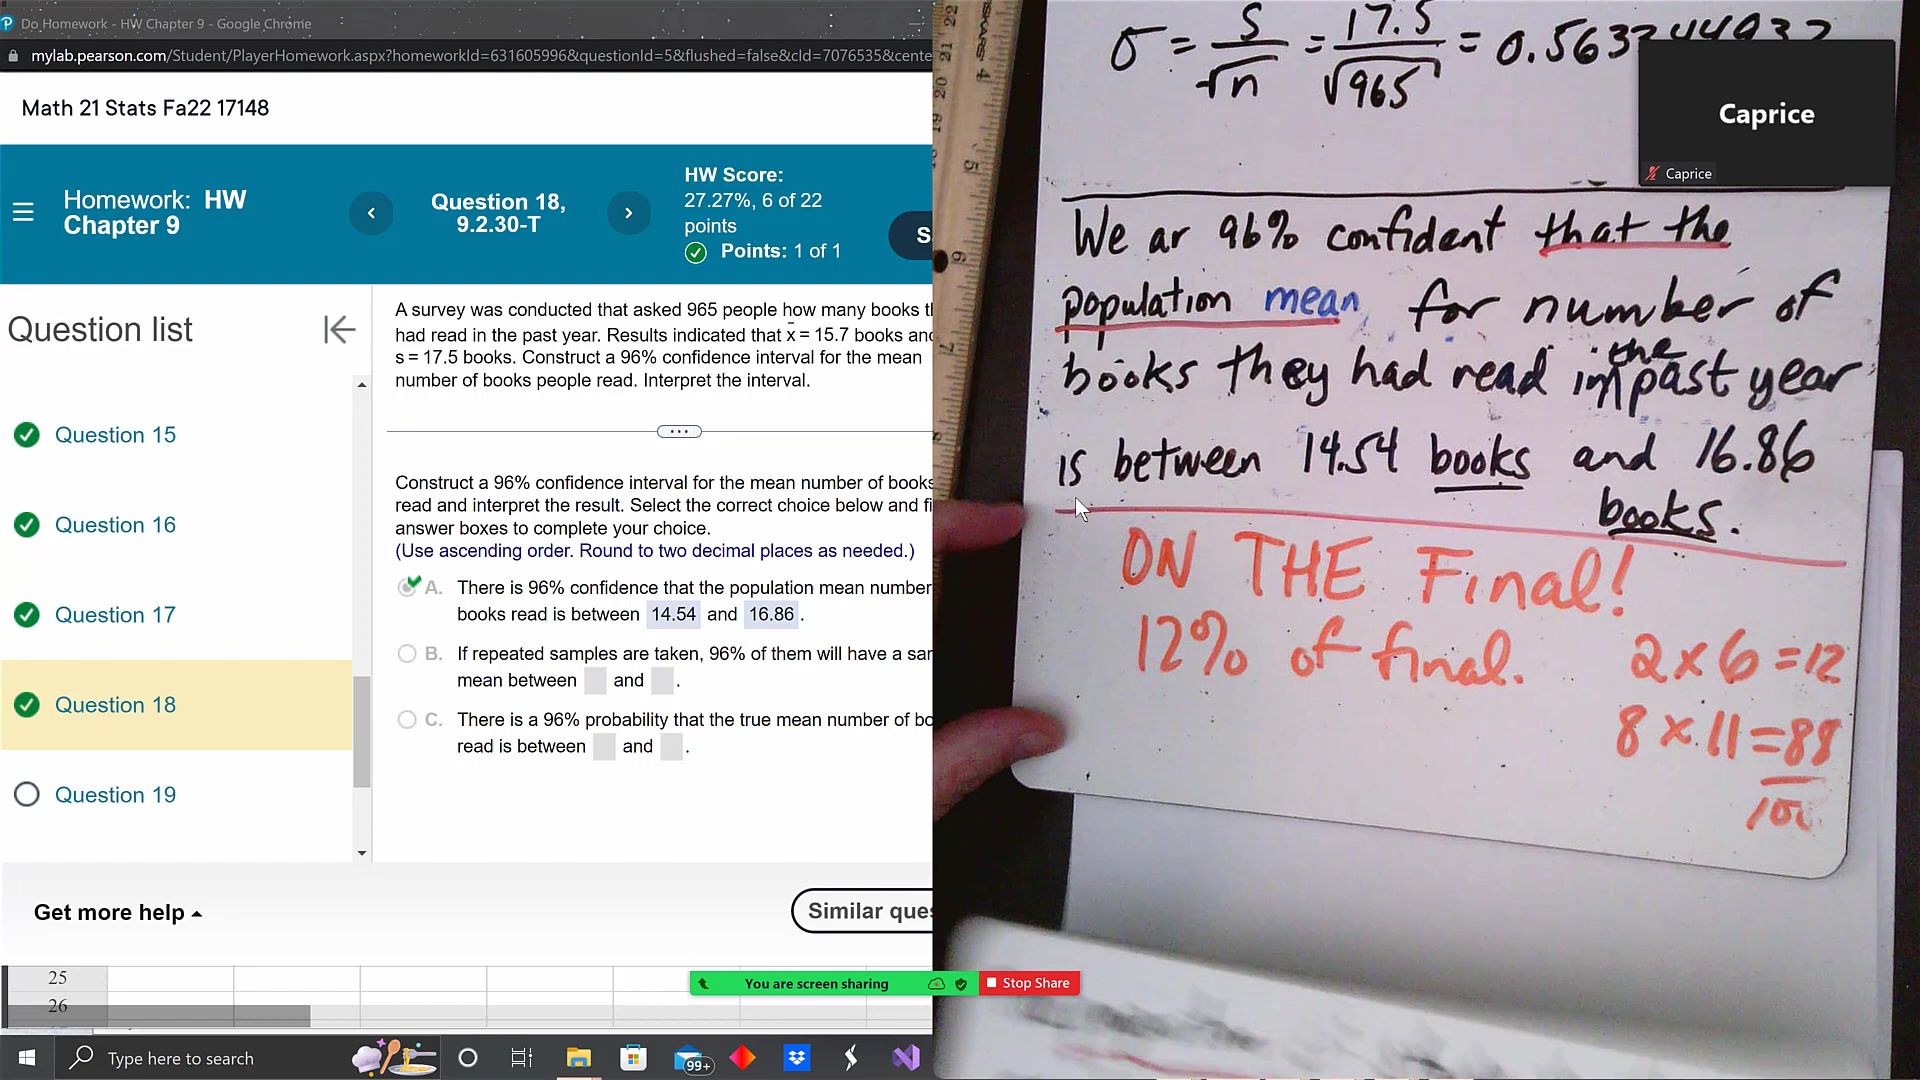 Do Homework - HW Chapter 9 - Google Chrome
mylab.pearson.com/Student/PlayerHomework.aspx?homeworkId=631605996&questionId=5&flushed=false&cId=7076535&cente
Math 21 Stats Fa22 17148
Homework: HW
Chapter 9
Question 18,
9.2.30-T
HW Score:
27.27%, 6 of 22
points
Points: 1 of 1
S
Question list
Question 15
Question 16
Question 17
Question 18
Question 19
A survey was conducted that asked 965 people how many books t
had read in the past year. Results indicated that x̄ = 15.7 books and
s = 17.5 books. Construct a 96% confidence interval for the mean
number of books people read. Interpret the interval.
Construct a 96% confidence interval for the mean number of books
read and interpret the result. Select the correct choice below and fi
answer boxes to complete your choice.
(Use ascending order. Round to two decimal places as needed.)
A. There is 96% confidence that the population mean number
books read is between 14.54 and 16.86 .
B. If repeated samples are taken, 96% of them will have a sar
mean between and .
C. There is a 96% probability that the true mean number of bo
read is between and .
Get more help
Similar ques
25
26
You are screen sharing
Stop Share
Type here to search
99+
σ = s/√n = 17.5/√965 =
Caprice
Caprice
We ar 96% confident that the
population mean for number of
books they had read in the past year
is between 14.54 books and 16.86
books.
ON THE Final!
12% of final.
2 x 6 = 12
8 x 11 = 88
100